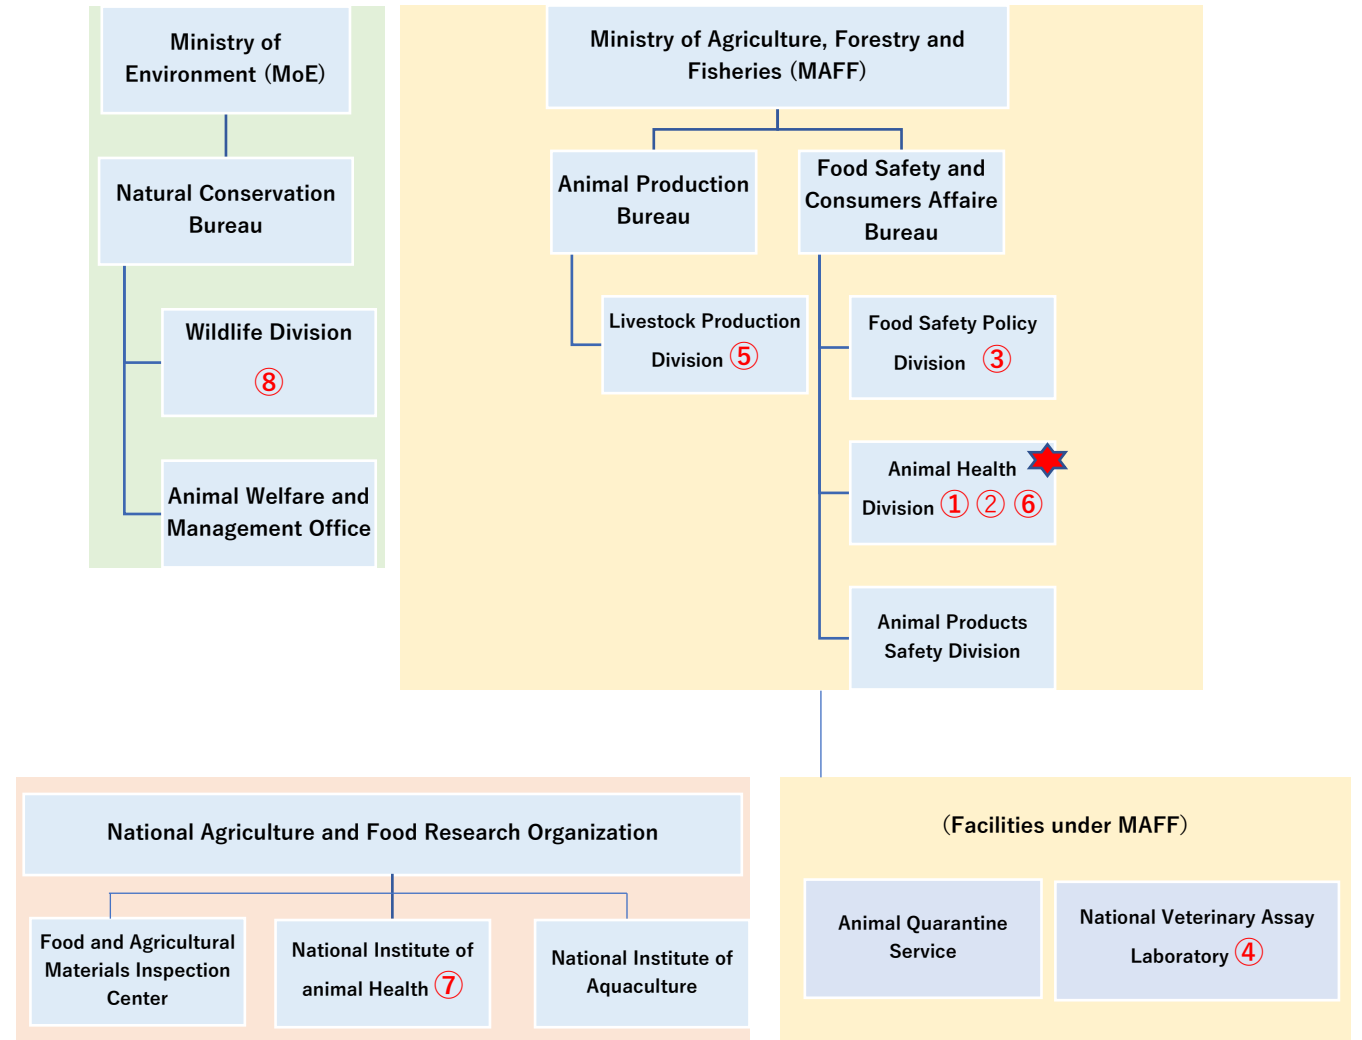 Ministry of
Environment (MoE)
Natural Conservation
Bureau
Wildlife Division
⑧
Animal Welfare and
Management Office
Ministry of Agriculture, Forestry and
Fisheries (MAFF)
Animal Production
Bureau
Livestock Production
Division ⑤
Food Safety and
Consumers Affaire
Bureau
Food Safety Policy
Division ③
Animal Health
Division ① ② ⑥
Animal Products
Safety Division
National Agriculture and Food Research Organization
Food and Agricultural
Materials Inspection
Center
National Institute of
animal Health ⑦
National Institute of
Aquaculture
(Facilities under MAFF)
Animal Quarantine
Service
National Veterinary Assay
Laboratory ④